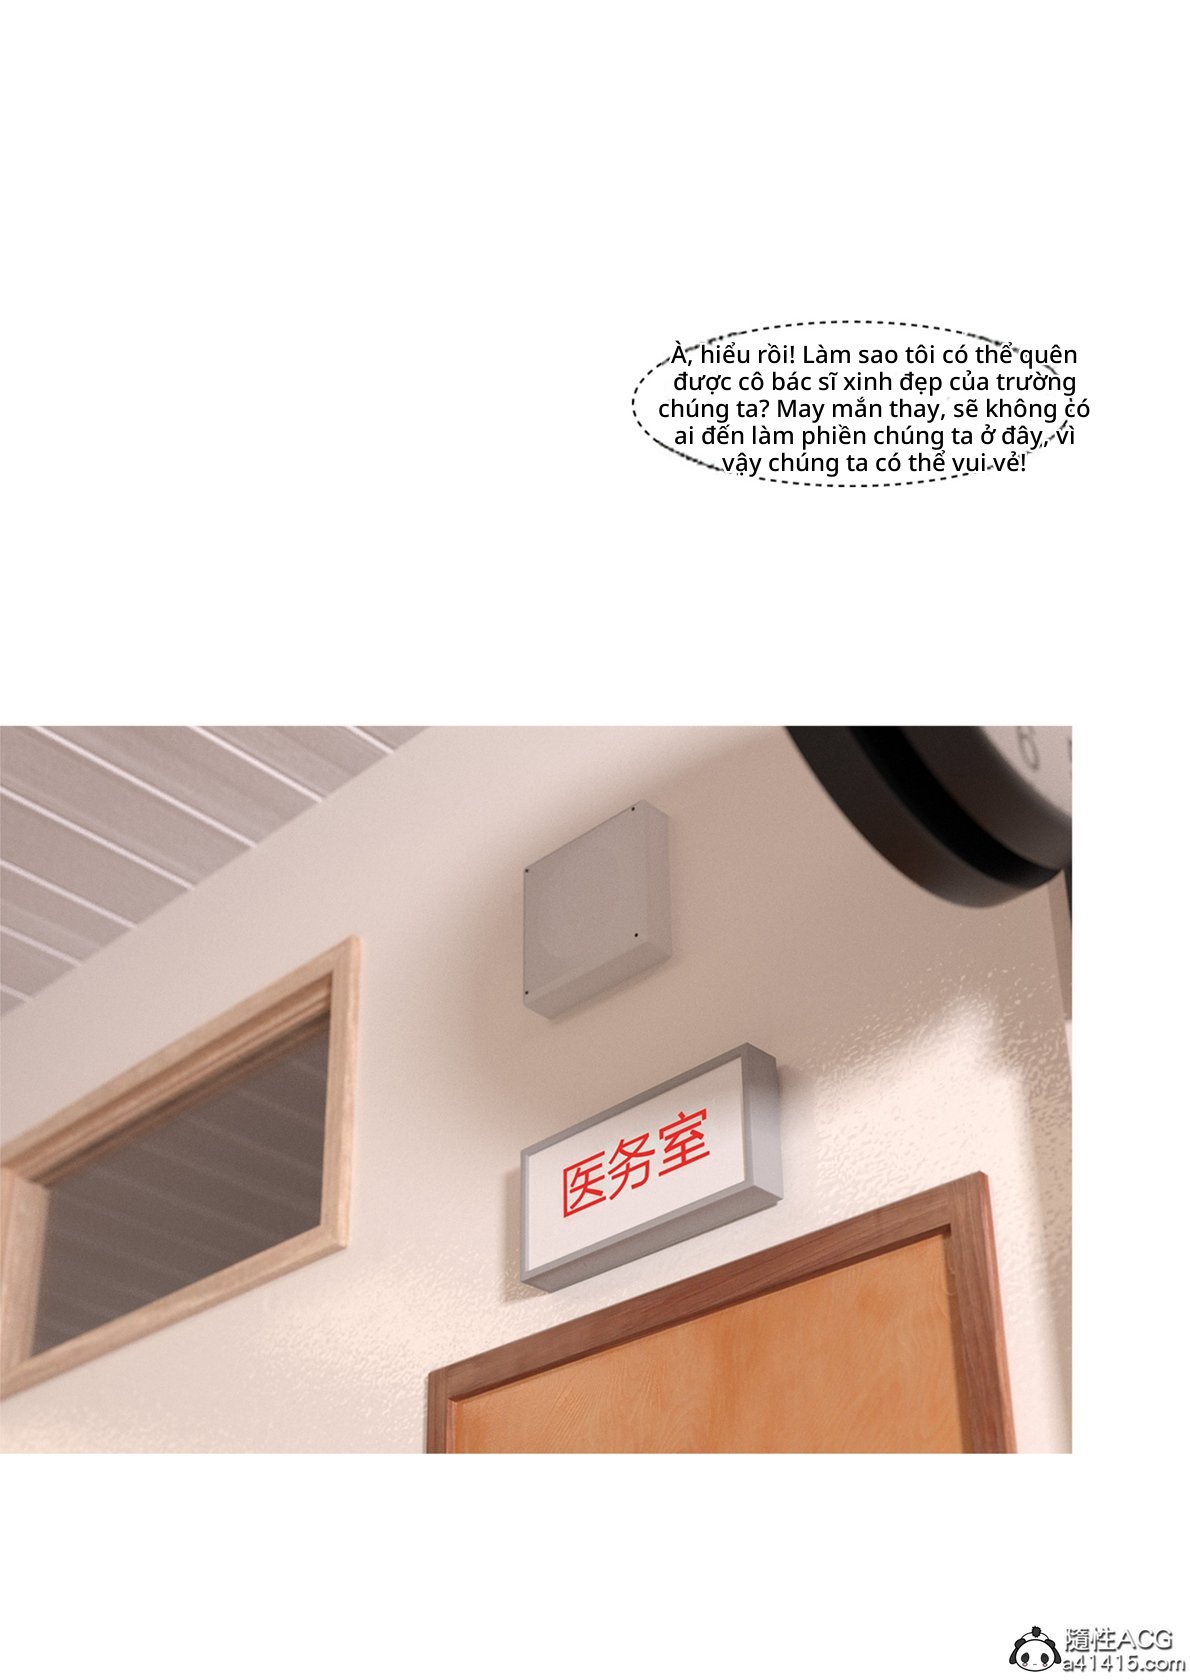 À, hiểu rồi! Làm sao tôi có thể quên
được cô bác sĩ xinh đẹp của trường
chúng ta? May mắn thay, sẽ không có
ai đến làm phiền chúng ta ở đây, vì
vậy chúng ta có thể vui vẻ!
6
医务室
隨性ACG
a41415.com